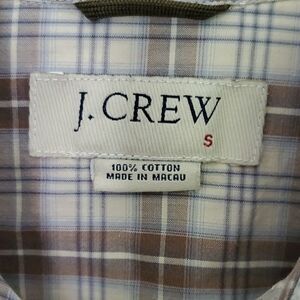 J. CREW
S
100% COTTON
MADE IN MACAU